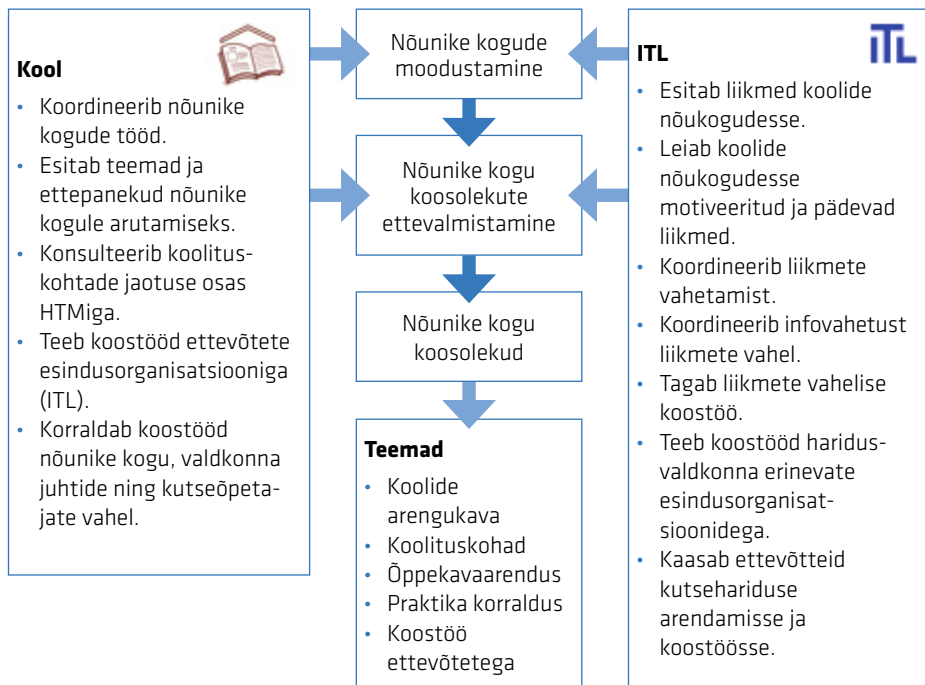 Kool
• Koordineerib nõunike
kogude tööd.
• Esitab teemad ja
ettepanekud nõunike
kogule arutamiseks.
• Konsulteerib koolitus-
kohtade jaotuse osas
HTMiga.
• Teeb koostööd ettevõtete
esindusorganisatsiooniga
(ITL).
• Korraldab koostööd
nõunike kogu, valdkonna
juhtide ning kutseõpeta-
jate vahel.
Nõunike kogude
moodustamine
Nõunike kogu
koosolekute
ettevalmistamine
Nõunike kogu
koosolekud
Teemad
• Koolide
arengukava
• Koolituskohad
• Õppekavaarendus
• Praktika korraldus
• Koostöö
ettevõtetega
ITL
iTL
• Esitab liikmed koolide
nõukogudesse.
• Leiab koolide
nõukogudesse
motiveeritud ja pädevad
liikmed.
• Koordineerib liikmete
vahetamist.
• Koordineerib infovahetust
liikmete vahel.
• Tagab liikmete vahelise
koostöö.
• Teeb koostööd haridus-
valdkonna erinevate
esindusorganisat-
sioonidega.
• Kaasab ettevõtteid
kutsehariduse
arendamisse ja
koostöösse.